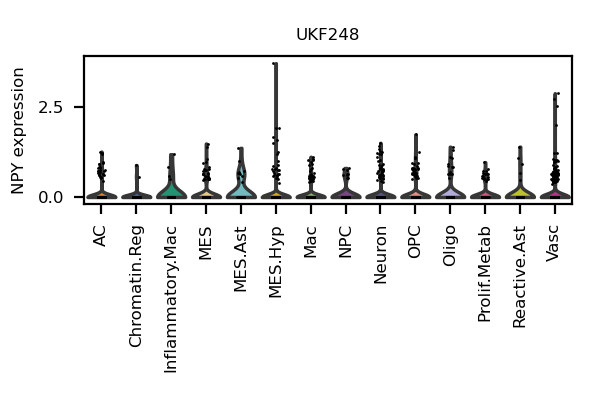 UKF248
NPY expression
2.5
0.0
AC
Chromatin.Reg
Inflammatory.Mac
MES
MES.Ast
MES.Hyp
Mac
NPC
Neuron
OPC
Oligo
Prolif.Metab
Reactive.Ast
Vasc